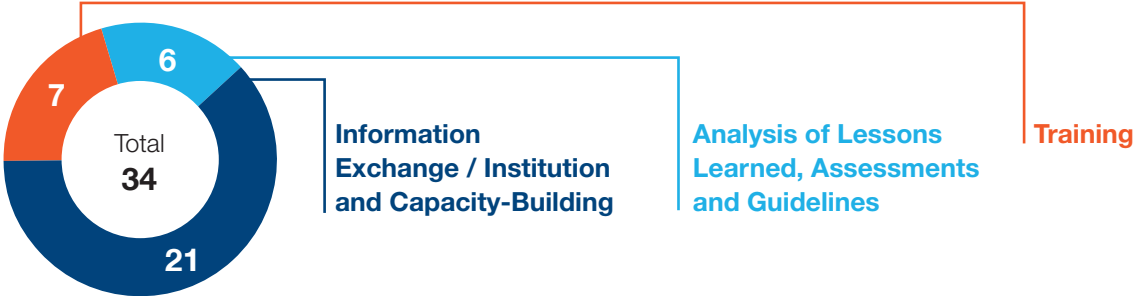 6
7
Total
34
21
Information
Exchange / Institution
and Capacity-Building
Analysis of Lessons
Learned, Assessments
and Guidelines
Training